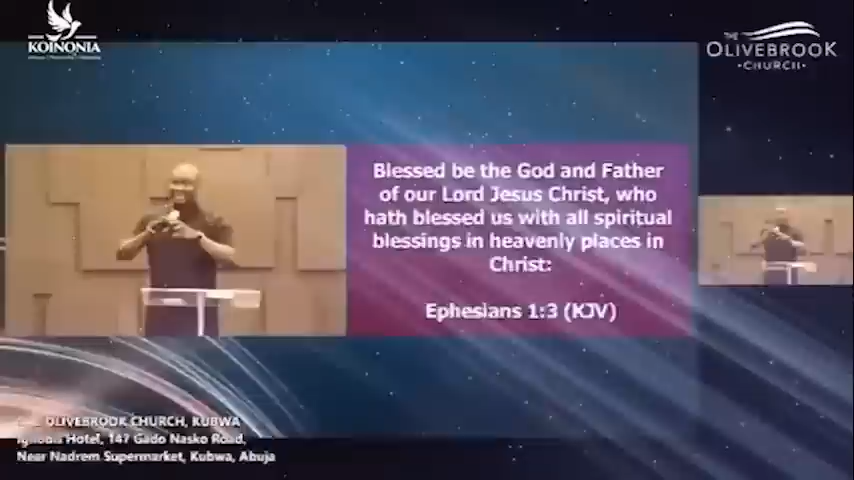 KOINONIA
THE
OLIVEBROOK
•CHURCH•
Blessed be the God and Father
of our Lord Jesus Christ, who
hath blessed us with all spiritual
blessings in heavenly places in
Christ:
Ephesians 1:3 (KJV)
OLIVEBROOK CHURCH, KUBWA
Hotel, 147 Gado Nasko Road,
Near Nadrem Supermarket, Kubwa, Abuja